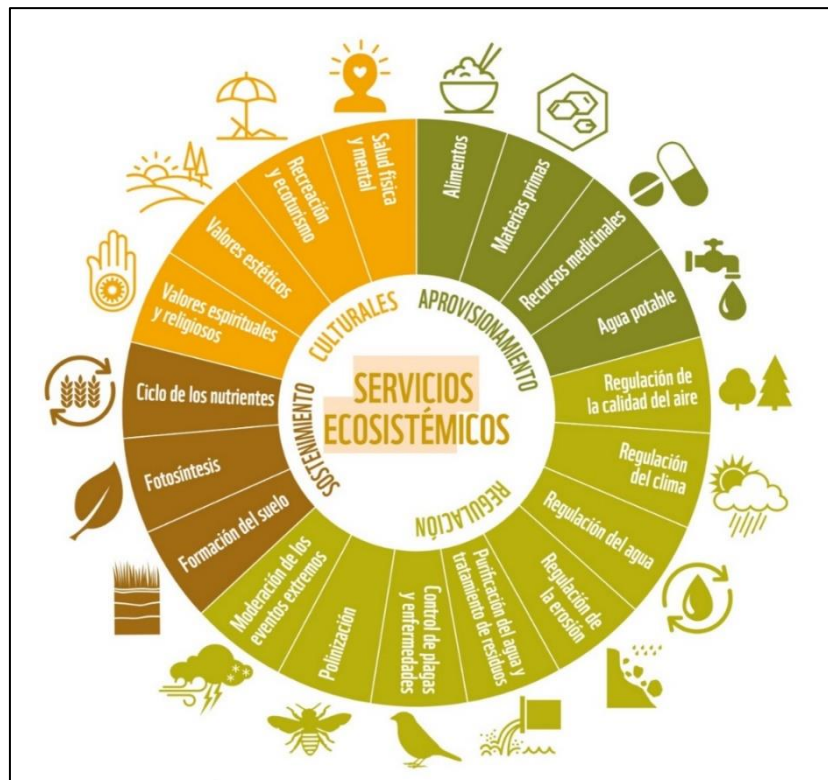 SERVICIOS
ECOSISTÉMICOS
APROVISIONAMIENTO
Alimentos
Materias primas
Recursos medicinales
Agua potable
REGULACIÓN
Regulación de
la calidad del aire
Regulación
del clima
Regulación del agua
Regulación de
la erosión
Purificación del agua y
tratamiento de residuos
Control de plagas
y enfermedades
Polinización
Moderación de los
eventos extremos
SOSTENIMIENTO
Formación del suelo
Fotosíntesis
Ciclo de los nutrientes
CULTURALES
Valores espirituales
y religiosos
Valores estéticos
Recreación
y ecoturismo
Salud física
y mental